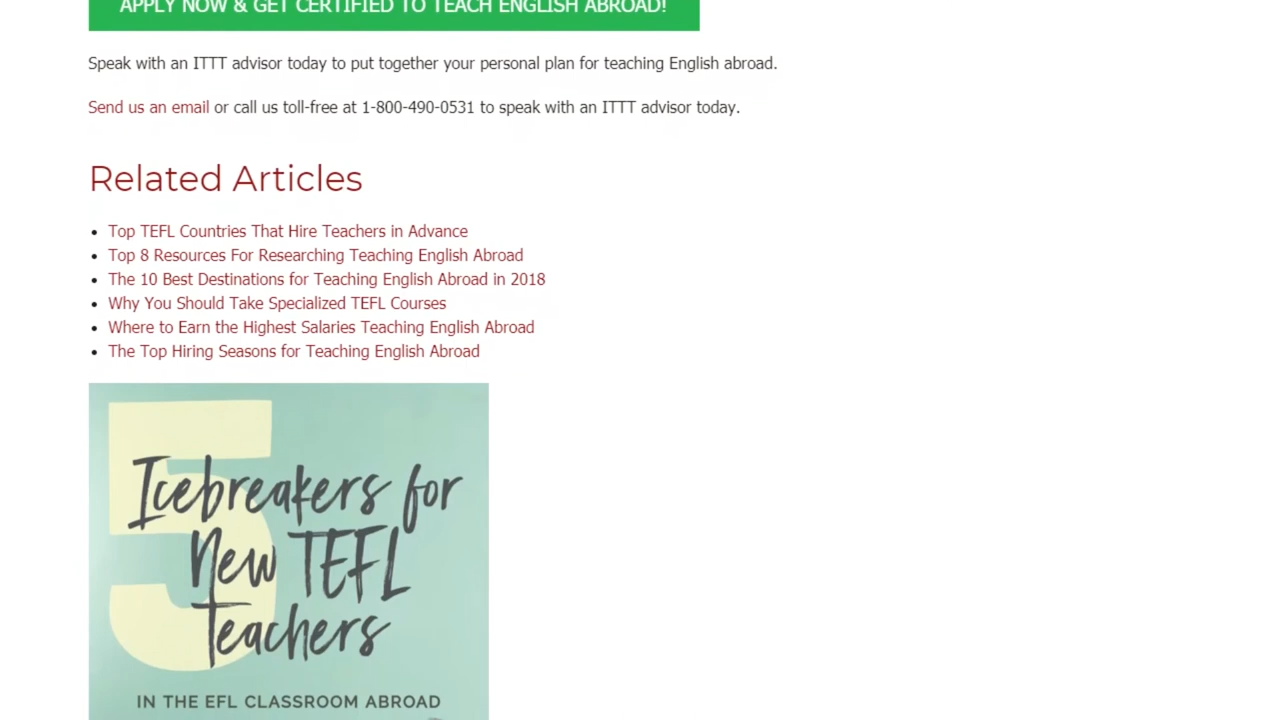 APPLY NOW & GET CERTIFIED TO TEACH ENGLISH ABROAD!
Speak with an ITTT advisor today to put together your personal plan for teaching English abroad.
Send us an email or call us toll-free at 1-800-490-0531 to speak with an ITTT advisor today.
Related Articles
• Top TEFL Countries That Hire Teachers in Advance
• Top 8 Resources For Researching Teaching English Abroad
• The 10 Best Destinations for Teaching English Abroad in 2018
• Why You Should Take Specialized TEFL Courses
• Where to Earn the Highest Salaries Teaching English Abroad
• The Top Hiring Seasons for Teaching English Abroad
5
Icebreakers for
New TEFL
Teachers
IN THE EFL CLASSROOM ABROAD